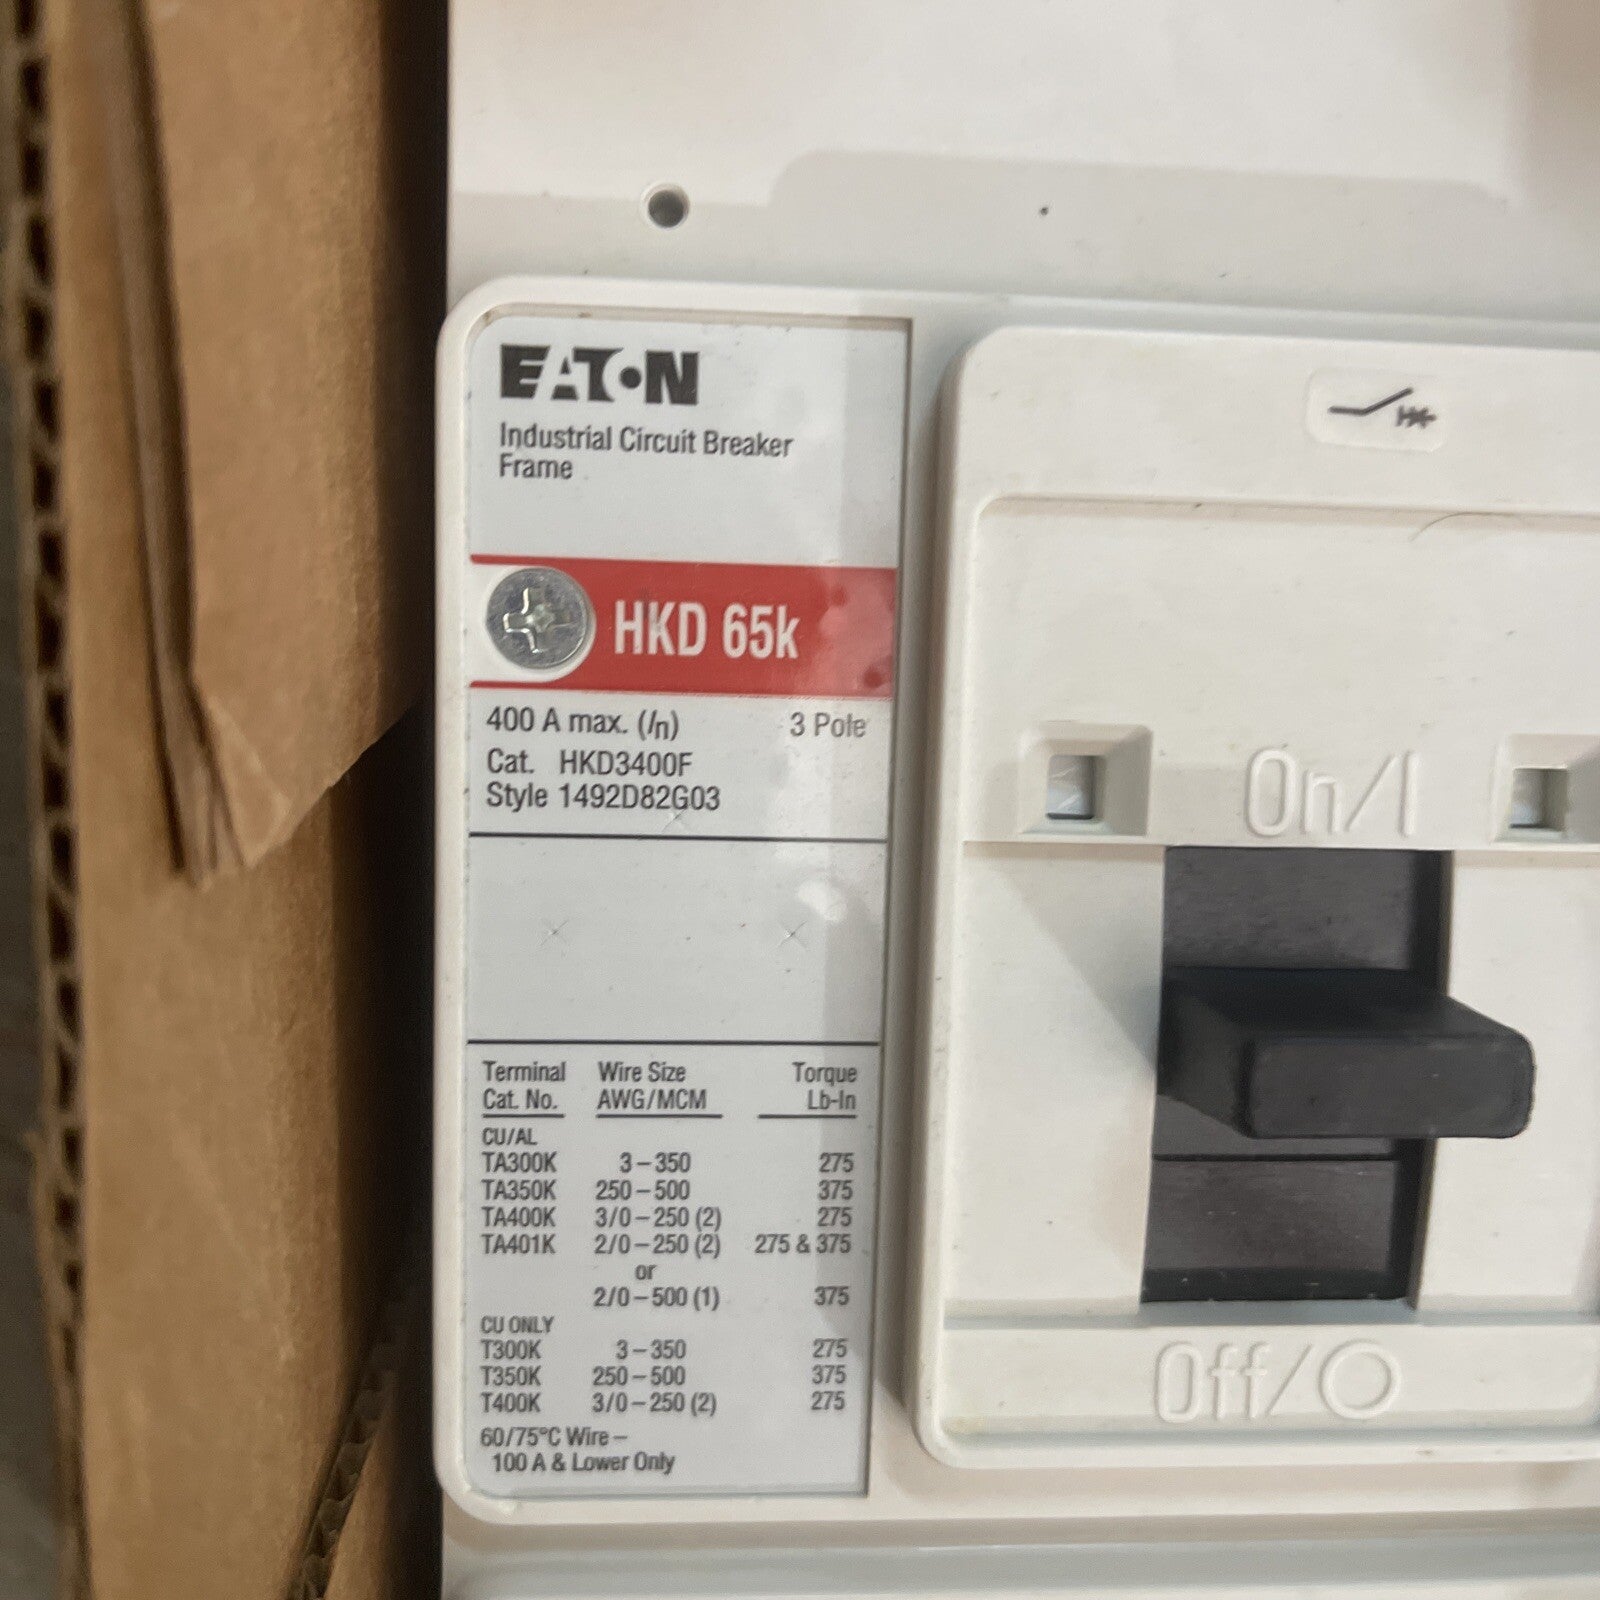 EATON
Industrial Circuit Breaker
Frame
HKD 65k
400 A max. (In) 3 Pole
Cat. HKD3400F
Style 1492D82G03
Terminal Wire Size Torque
Cat. No. AWG/MCM Lb-In
CU/AL
TA300K 3–350 275
TA350K 250–500 375
TA400K 3/0–250 (2) 275
TA401K 2/0–250 (2) 275 & 375
or
2/0–500 (1) 375
CU ONLY
T300K 3–350 275
T350K 250–500 375
T400K 3/0–250 (2) 275
60/75°C Wire –
100 A & Lower Only
On/I
Off/O